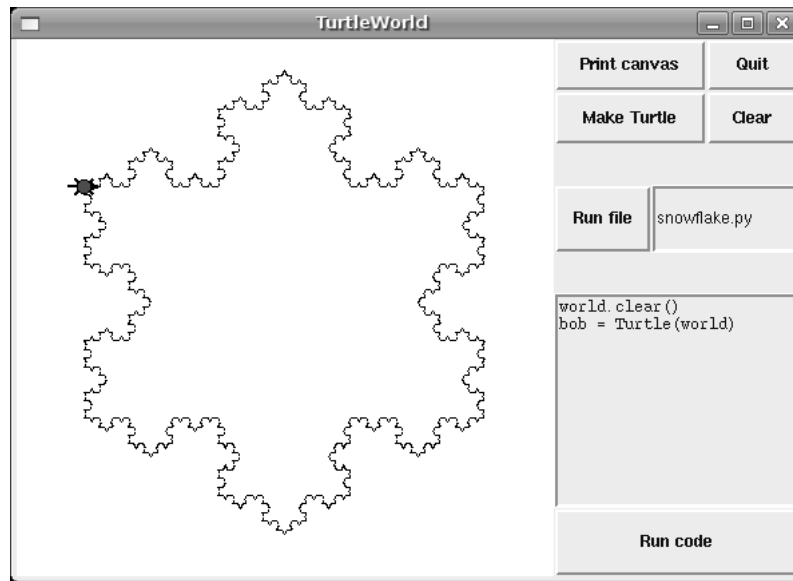 TurtleWorld
Print canvas
Quit
Make Turtle
Clear
Run file
snowflake.py
world.clear()
bob = Turtle(world)
Run code